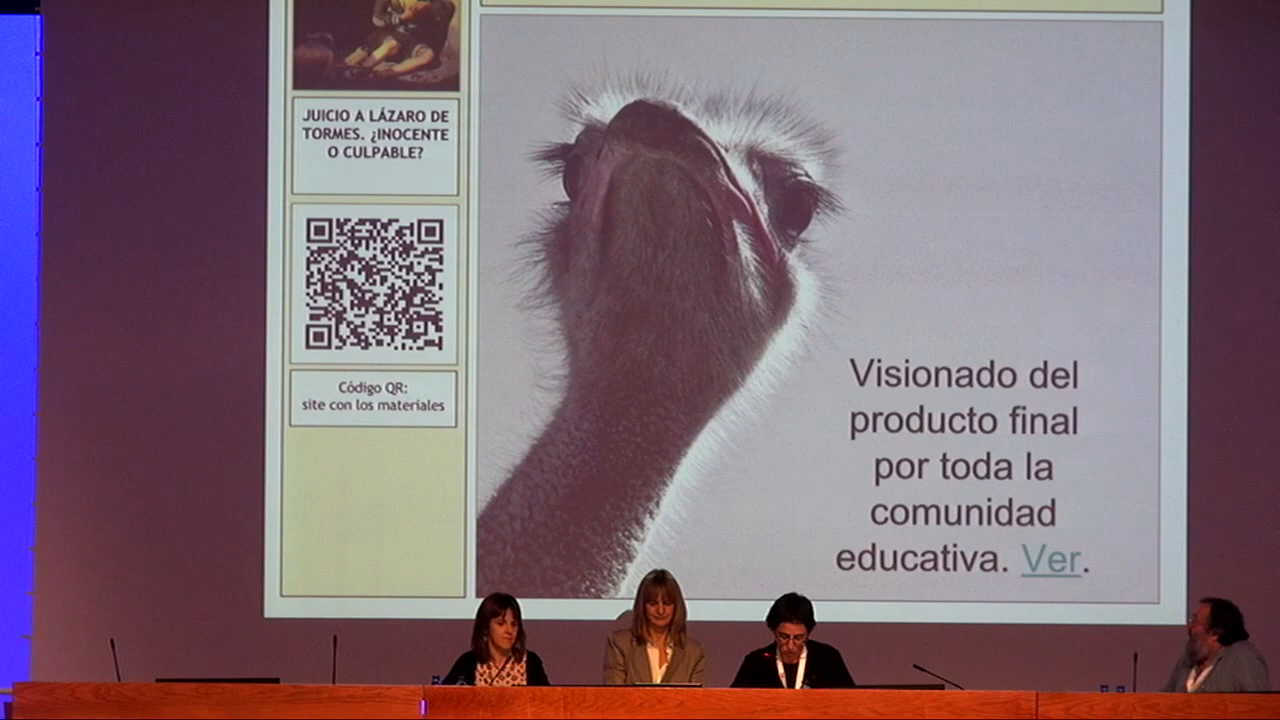 JUICIO A LÁZARO DE
TORMES. ¿INOCENTE
O CULPABLE?
Código QR:
site con los materiales
Visionado del
producto final
por toda la
comunidad
educativa. Ver.